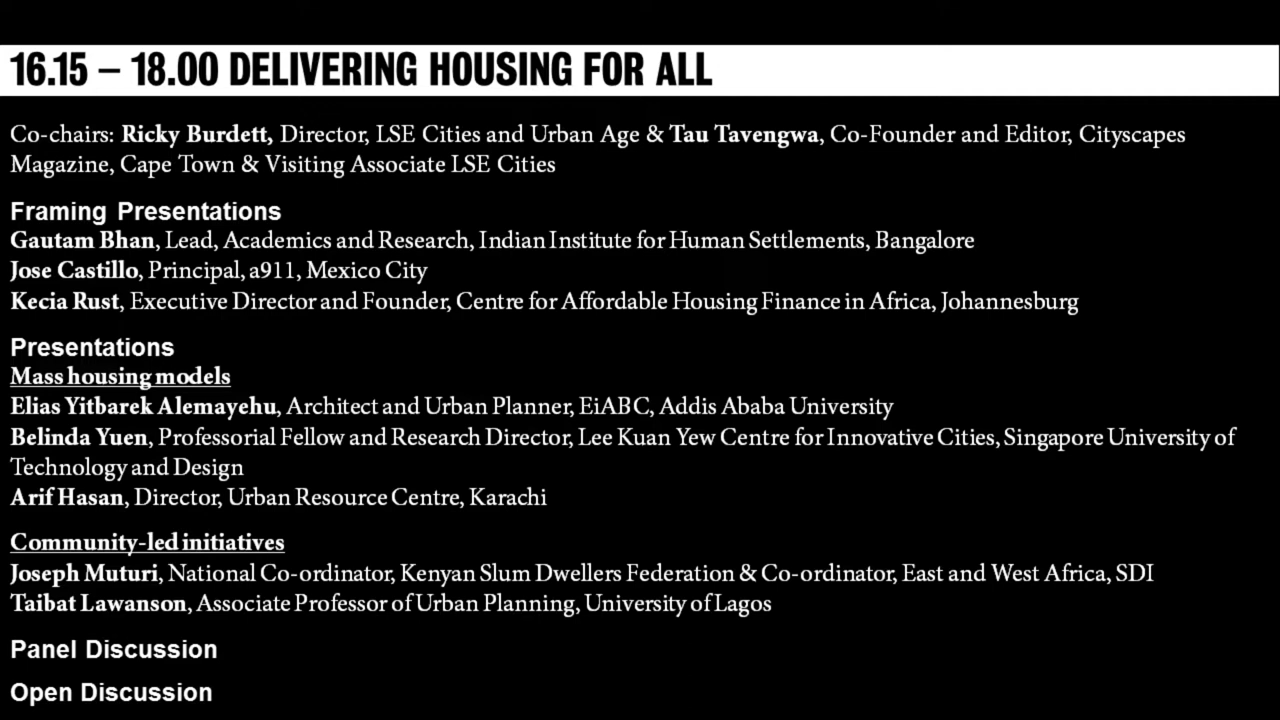 16.15 – 18.00 DELIVERING HOUSING FOR ALL
Co-chairs: Ricky Burdett, Director, LSE Cities and Urban Age & Tau Tavengwa, Co-Founder and Editor, Cityscapes
Magazine, Cape Town & Visiting Associate LSE Cities
Framing Presentations
Gautam Bhan, Lead, Academics and Research, Indian Institute for Human Settlements, Bangalore
Jose Castillo, Principal, a911, Mexico City
Kecia Rust, Executive Director and Founder, Centre for Affordable Housing Finance in Africa, Johannesburg
Presentations
Mass housing models
Elias Yitbarek Alemayehu, Architect and Urban Planner, EiABC, Addis Ababa University
Belinda Yuen, Professorial Fellow and Research Director, Lee Kuan Yew Centre for Innovative Cities, Singapore University of
Technology and Design
Arif Hasan, Director, Urban Resource Centre, Karachi
Community-led initiatives
Joseph Muturi, National Co-ordinator, Kenyan Slum Dwellers Federation & Co-ordinator, East and West Africa, SDI
Taibat Lawanson, Associate Professor of Urban Planning, University of Lagos
Panel Discussion
Open Discussion